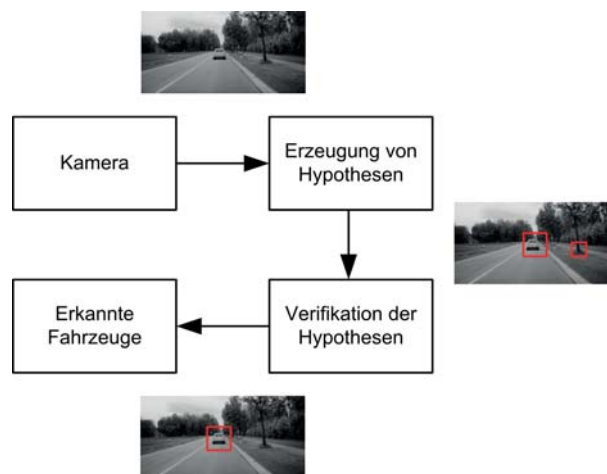 Kamera
Erzeugung von
Hypothesen
Verifikation der
Hypothesen
Erkannte
Fahrzeuge